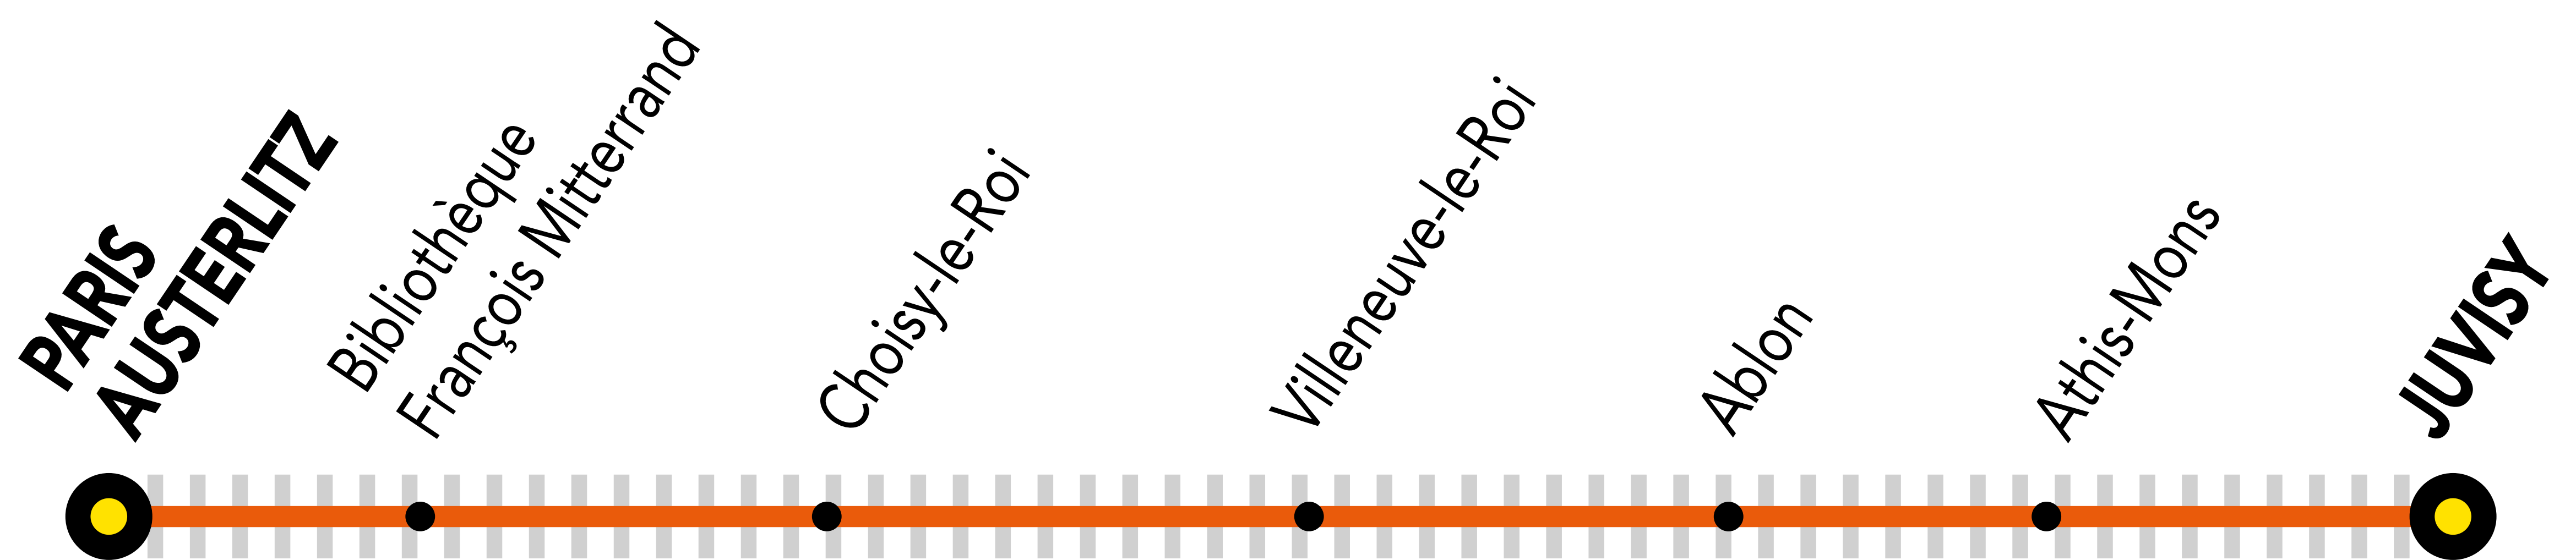 PARIS
AUSTERLITZ
Bibliothèque
François Mitterrand
Choisy-le-Roi
Villeneuve-le-Roi
Ablon
Athis-Mons
JUVISY